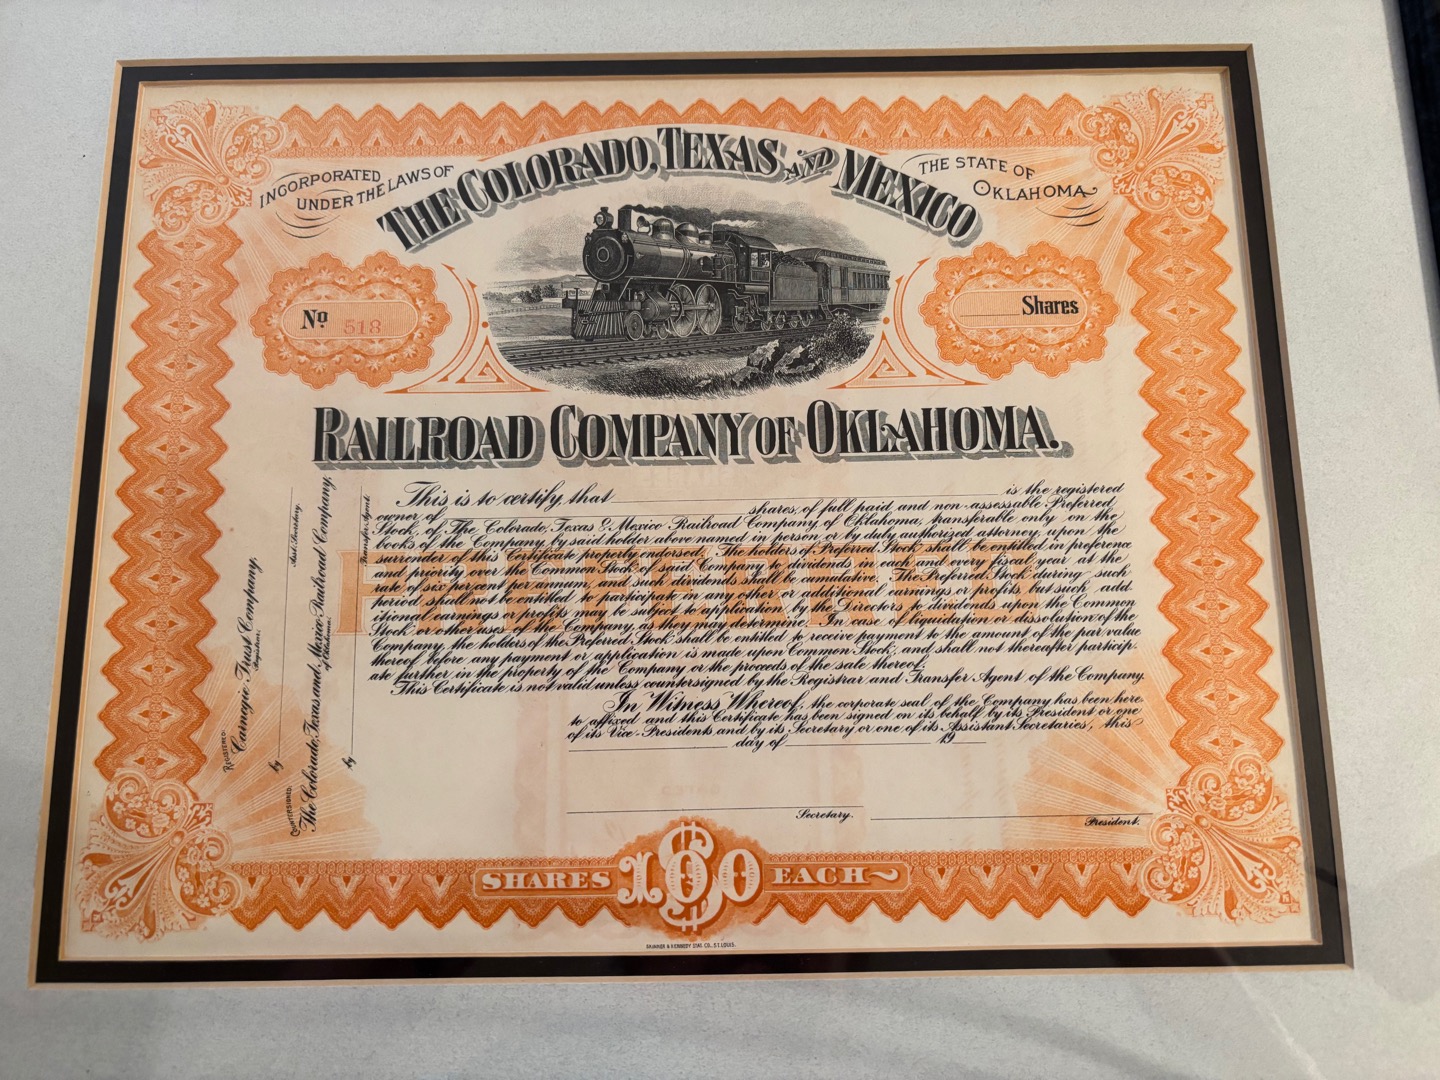 INCORPORATED
UNDER THE LAWS OF
THE COLORADO, TEXAS AND MEXICO
THE STATE OF
OKLAHOMA
No 518
Shares
RAILROAD COMPANY OF OKLAHOMA.
This is to certify, that is the registered
owner of shares, of full paid and non-assessable Preferred
Stock, of The Colorado, Texas & Mexico Railroad Company, of Oklahoma, transferable only on the
books, of the Company, by said holder above named in person or by duly authorized attorney, upon the
surrender of this Certificate properly endorsed. The holders of Preferred Stock shall be entitled in preference
and priority over the Common Stock of said Company to dividends in each and every fiscal year at the
rate of six per cent per annum, and such dividends shall be cumulative. The Preferred Stock during such
period shall not be entitled to participate in any other or additional earnings or profits, but such add
itional earnings or profits may be subject to application, by the Directors to dividends upon the Common
Stock or other uses of the Company, as they may determine. In case of liquidation or dissolution of the
Company, the holders of the Preferred Stock shall be entitled to receive payment to the amount of the par value
thereof before any payment or application is made upon Common Stock, and shall not thereafter particip-
ate further in the property of the Company or the proceeds of the sale thereof.
This Certificate is not valid unless countersigned by the Registrar and Transfer Agent of the Company.
In Witness Whereof, the corporate seal of the Company has been here-
to affixed and this Certificate has been signed on its behalf by its President or one
of its Vice-Presidents and by its Secretary or one of its Assistant Secretaries, this
day of 19
Secretary.
President.
REGISTERED:
Carnegie Trust Company,
Registrar.
by
Asst. Secretary
COUNTERSIGNED:
The Colorado, Texas and Mexico Railroad Company,
of Oklahoma.
by
Transfer Agent
SHARES $100 EACH
SKINNER & KENNEDY STAT. CO., ST. LOUIS.